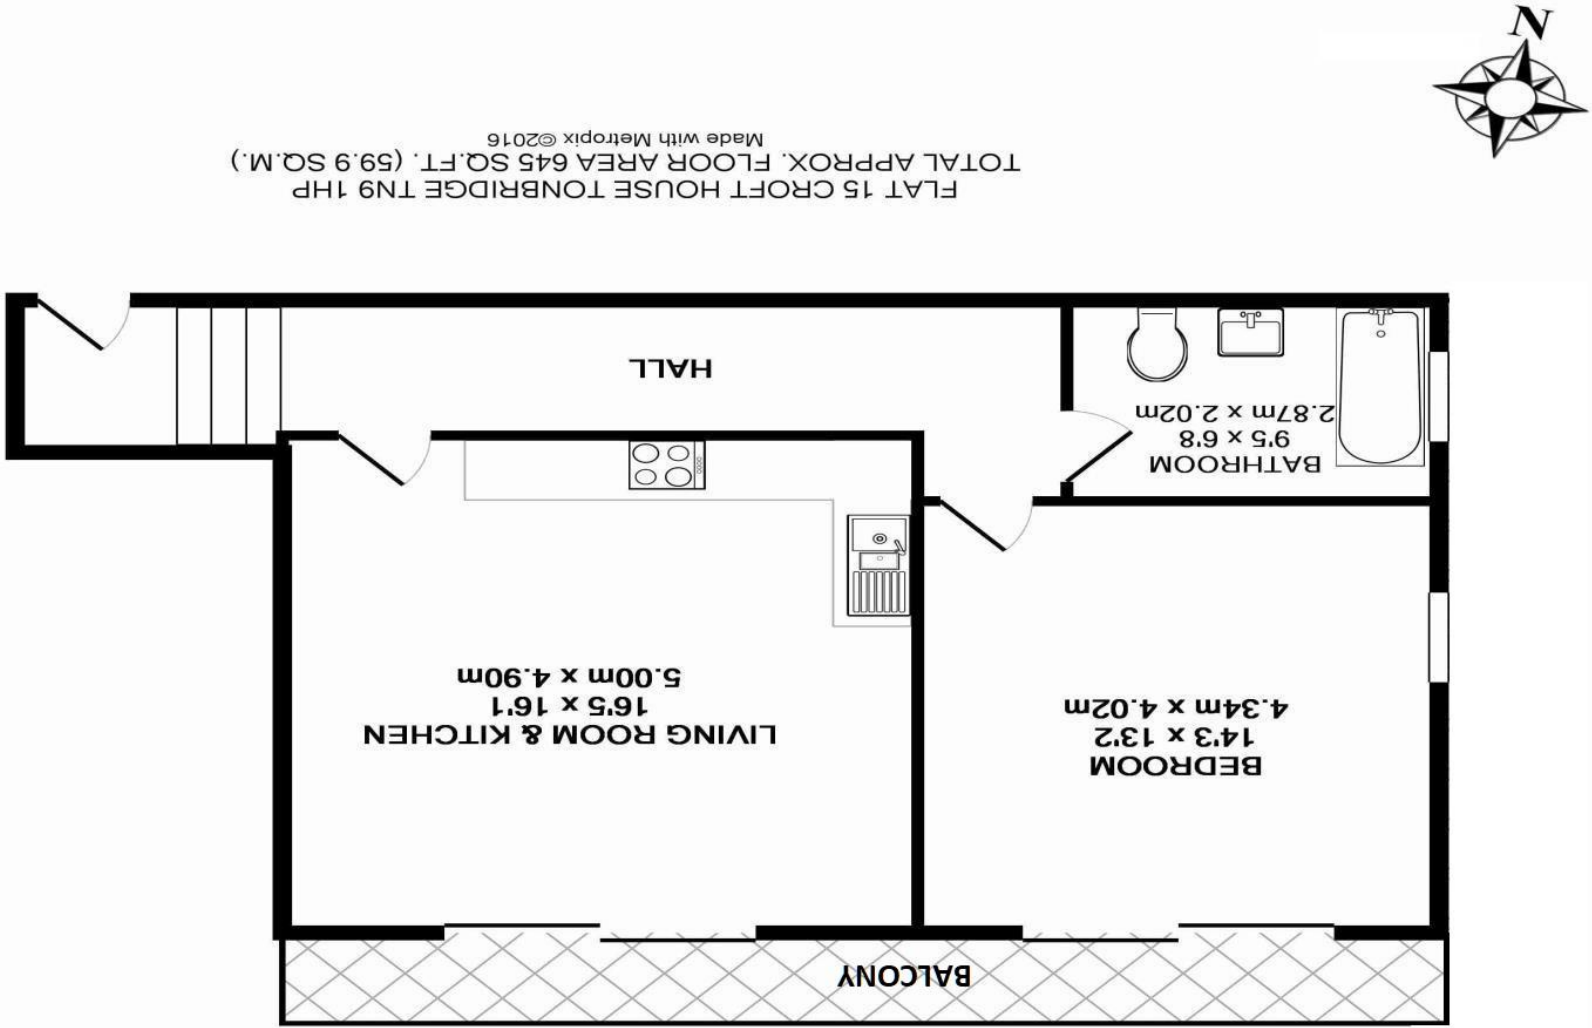 N
FLAT 15 CROFT HOUSE TONBRIDGE TN9 1HP
TOTAL APPROX. FLOOR AREA 645 SQ.FT. (59.9 SQ.M.)
Made with Metropix ©2016
HALL
BATHROOM
9'5 x 6'8
2.87m x 2.02m
LIVING ROOM & KITCHEN
16'5 x 16'1
5.00m x 4.90m
BEDROOM
14'3 x 13'2
4.34m x 4.02m
BALCONY